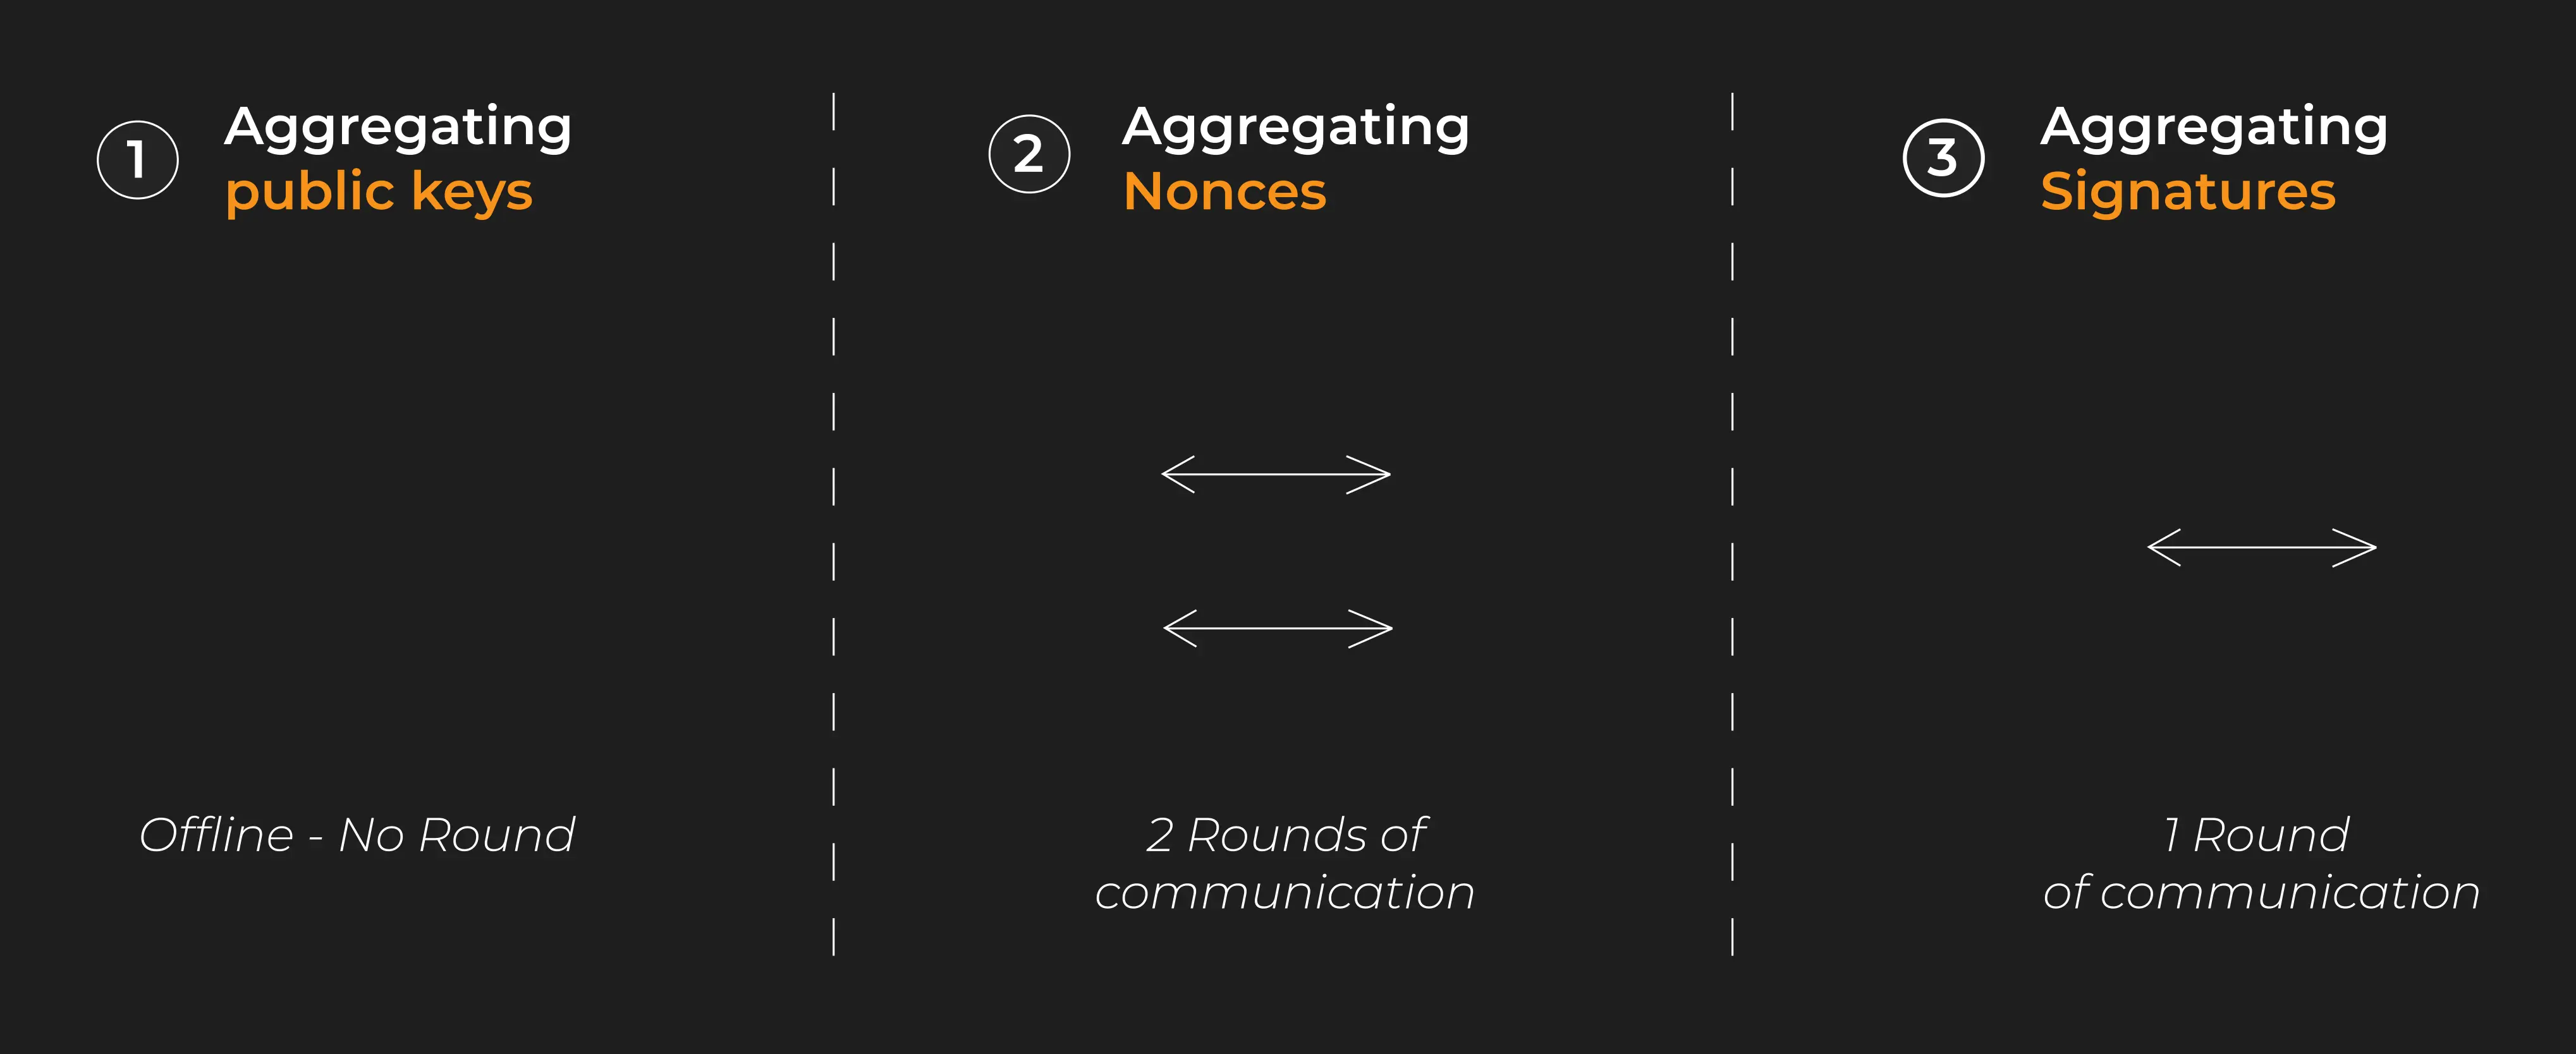 1
Aggregating
public keys
Offline - No Round
2
Aggregating
Nonces
2 Rounds of
communication
3
Aggregating
Signatures
1 Round
of communication